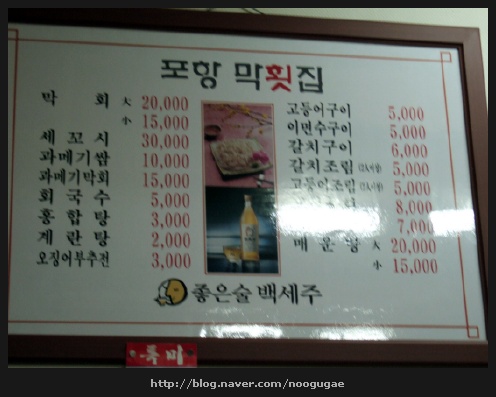 포항 막횟집
막 회 大 20,000
小 15,000
세 꼬 시 30,000
과메기쌈 10,000
과메기막회 15,000
회 국 수 5,000
홍 합 탕 3,000
계 란 탕 2,000
오징어부추전 3,000
고등어구이 5,000
이면수구이 5,000
갈치구이 6,000
갈치조림 5,000
고등어조림 5,000
8,000
7,000
매 운 탕 大 20,000
小 15,000
좋은술 백세주
특 미
http://blog.naver.com/noogugae